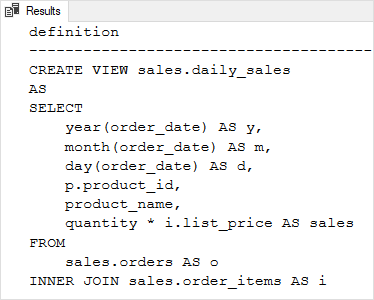 Results
definition
------------------------------------------
CREATE VIEW sales.daily_sales
AS
SELECT
    year(order_date) AS y,
    month(order_date) AS m,
    day(order_date) AS d,
    p.product_id,
    product_name,
    quantity * i.list_price AS sales
FROM
    sales.orders AS o
INNER JOIN sales.order_items AS i